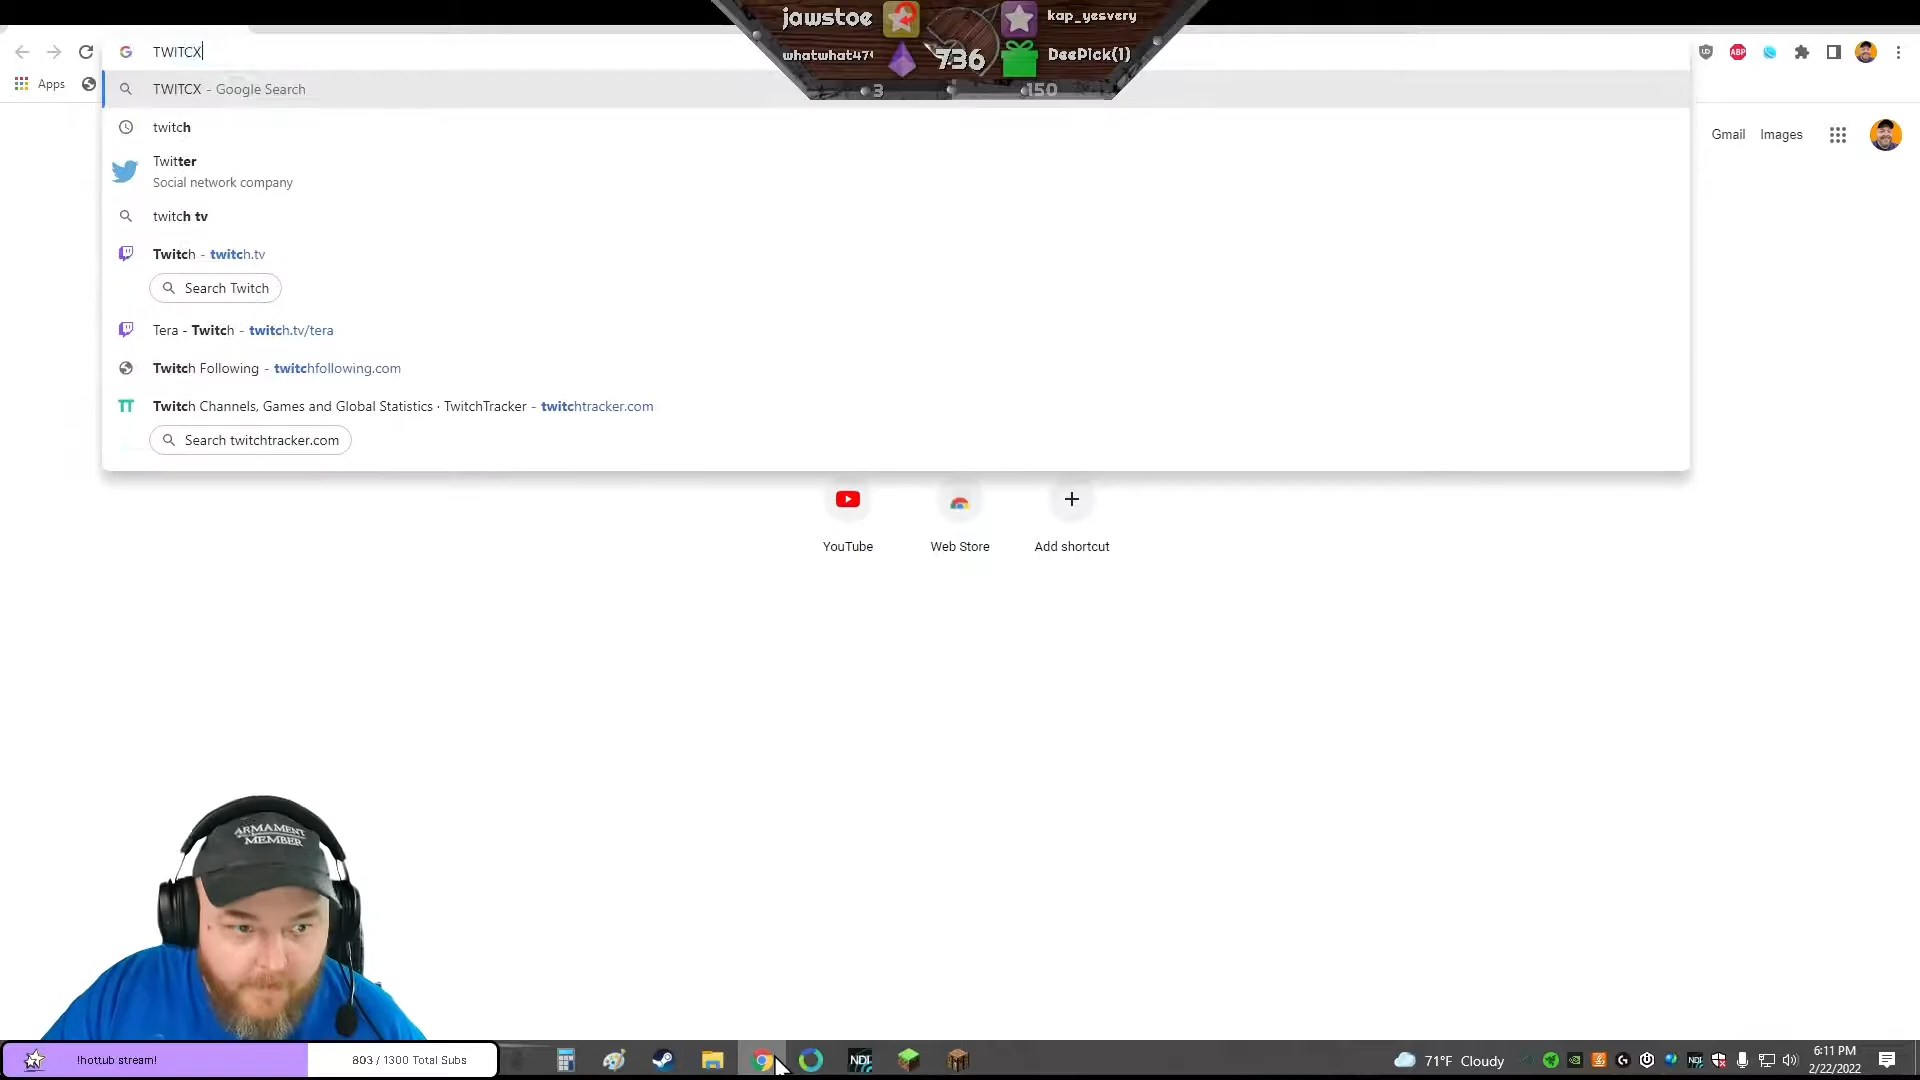 jawstoe
kap_yesvery
whatwhat47
736
DeePick(1)
3
150
TWITCX
Apps
TWITCX - Google Search
twitch
Twitter
Social network company
twitch tv
Twitch - twitch.tv
Search Twitch
Tera - Twitch - twitch.tv/tera
Twitch Following - twitchfollowing.com
Twitch Channels, Games and Global Statistics · TwitchTracker - twitchtracker.com
Search twitchtracker.com
Gmail
Images
YouTube
Web Store
Add shortcut
ARMAMENT
MEMBER
!hottub stream!
803 / 1300 Total Subs
NDI
71°F Cloudy
6:11 PM
2/22/2022